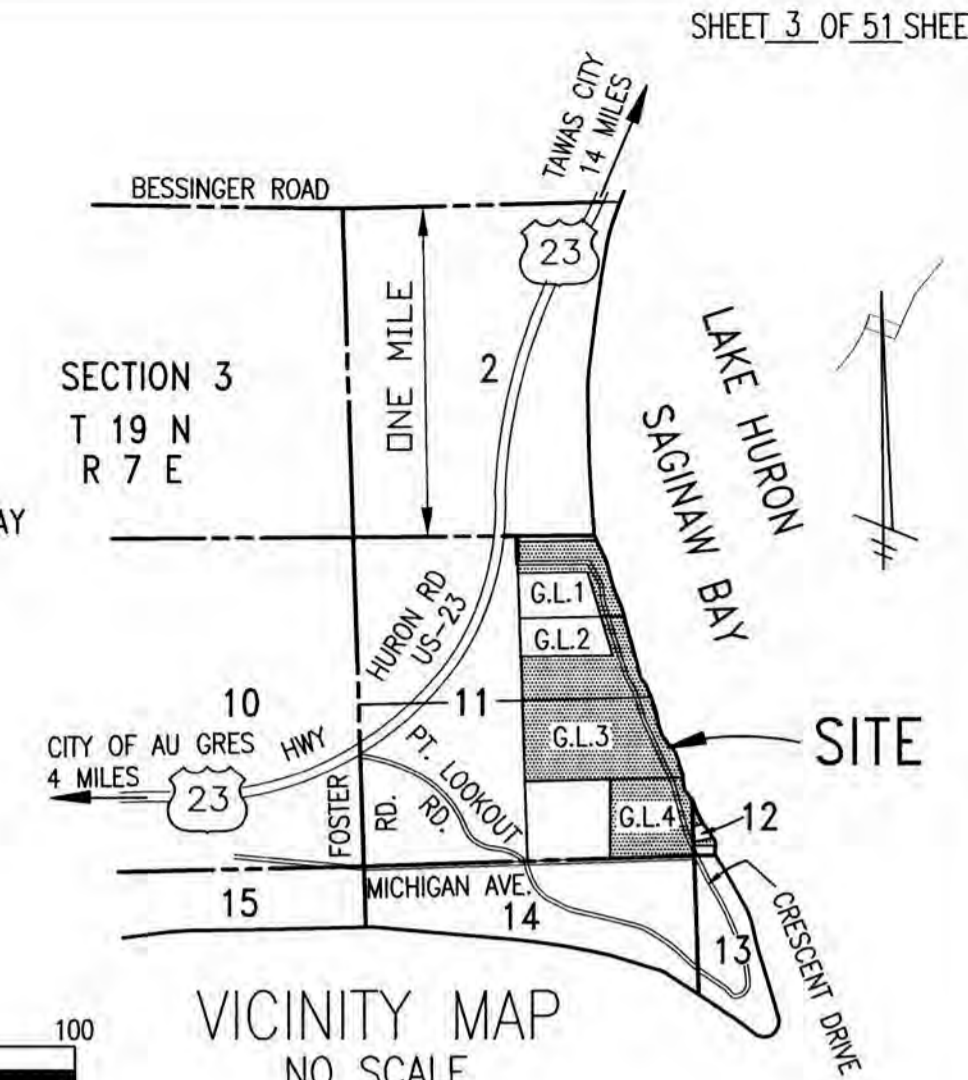 SHEET 3 OF 51 SHEE
TAWAS CITY
14 MILES
BESSINGER ROAD
23
ONE MILE
2
SECTION 3
T 19 N
R 7 E
LAKE HURON
SAGINAW BAY
AY
HURON RD
US-23
G.L.1
G.L.2
10
11
G.L.3
SITE
CITY OF AU GRES
4 MILES
HWY
23
FOSTER
RD.
PT. LOOKOUT
RD.
G.L.4
12
MICHIGAN AVE.
15
14
13
CRESCENT DRIVE
VICINITY MAP
NO SCALE
100